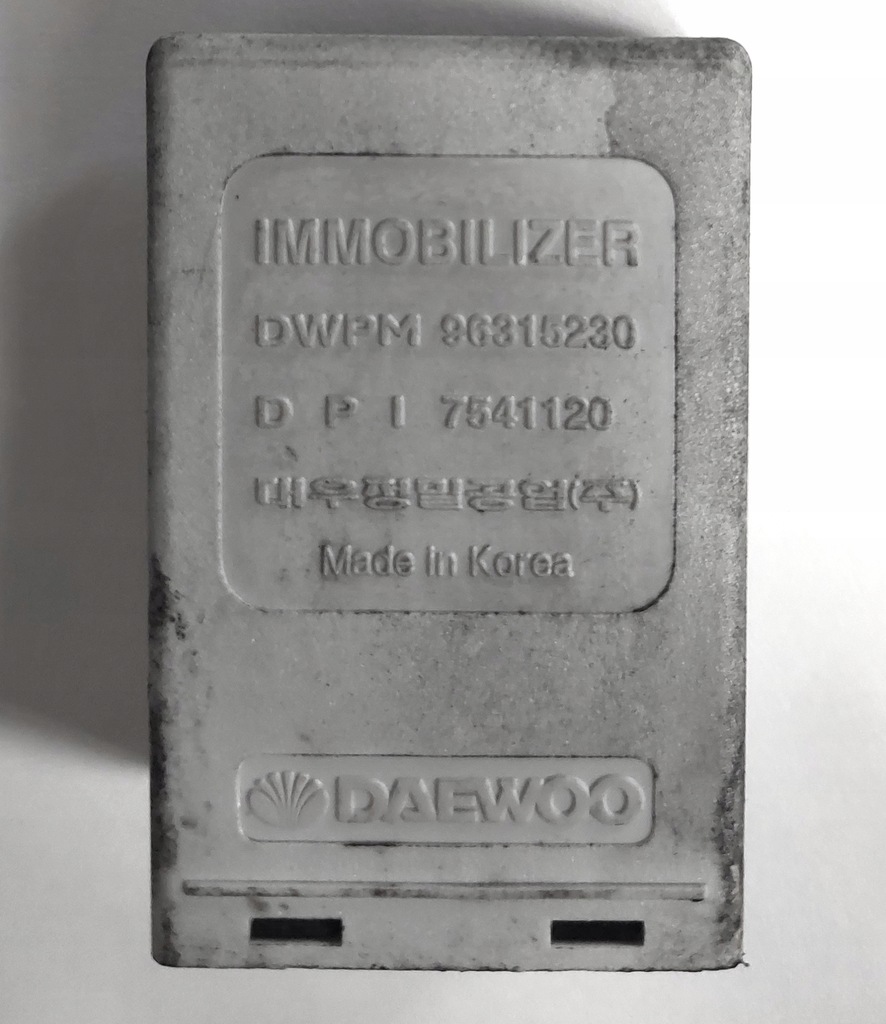 IMMOBILIZER
DWPM 96315230
D P I 7541120
대우정밀공업(주)
Made in Korea
DAEWOO